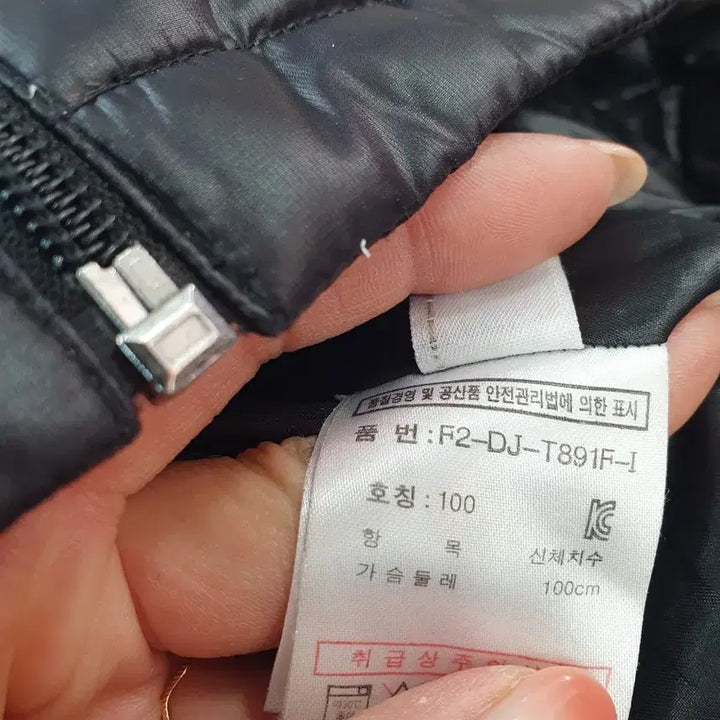 품질경영 및 공산품 안전관리법에 의한 표시
품 번 : F2-DJ-T891F-I
호칭 : 100
항 목 신체치수
가슴둘레 100cm
취급상주의